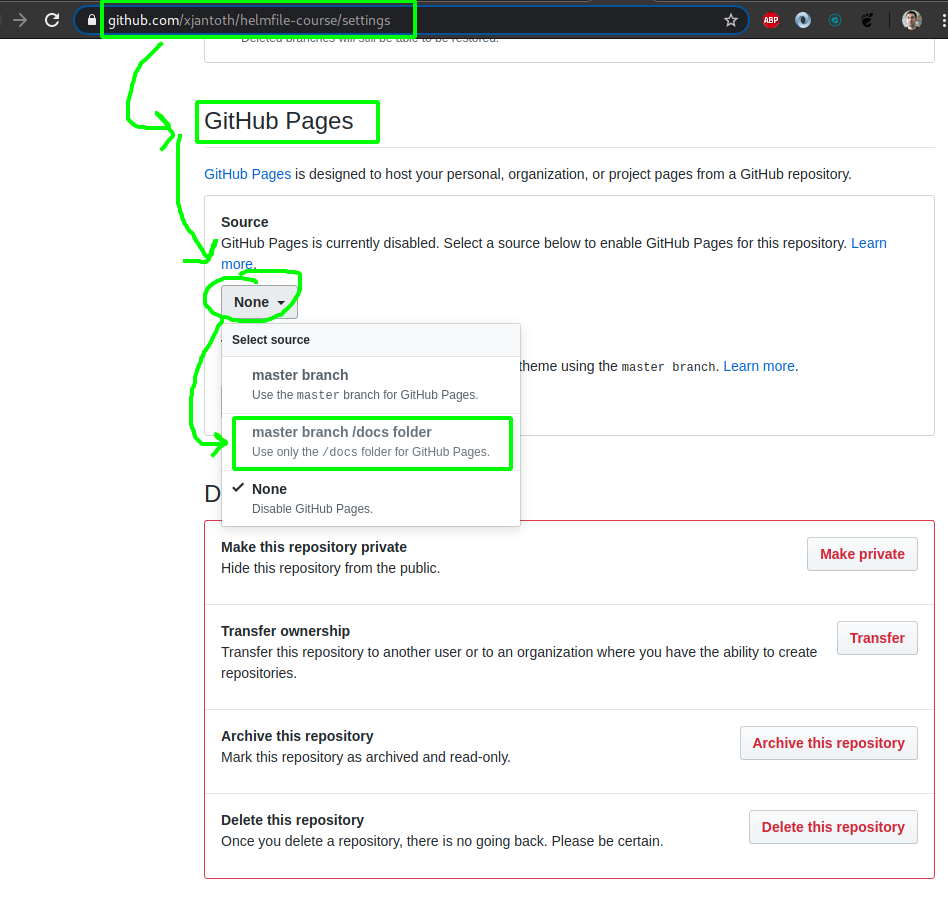 github.com/xjantoth/helmfile-course/settings
ABP
Deleted branches will still be able to be restored.
GitHub Pages
GitHub Pages is designed to host your personal, organization, or project pages from a GitHub repository.
Source
GitHub Pages is currently disabled. Select a source below to enable GitHub Pages for this repository. Learn
more.
None
Select source
master branch
Use the master branch for GitHub Pages.
theme using the master branch. Learn more.
master branch /docs folder
Use only the /docs folder for GitHub Pages.
None
Disable GitHub Pages.
D
Make this repository private
Hide this repository from the public.
Make private
Transfer ownership
Transfer this repository to another user or to an organization where you have the ability to create
repositories.
Transfer
Archive this repository
Mark this repository as archived and read-only.
Archive this repository
Delete this repository
Once you delete a repository, there is no going back. Please be certain.
Delete this repository